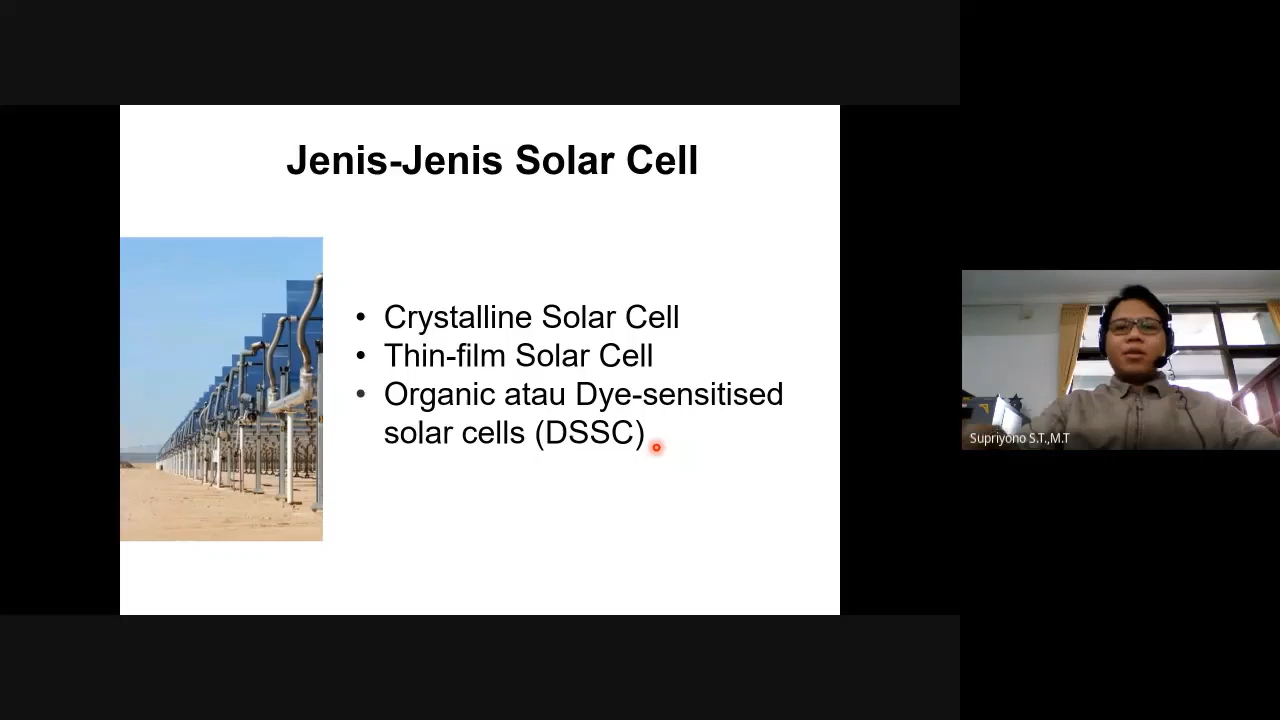 Jenis-Jenis Solar Cell
• Crystalline Solar Cell
• Thin-film Solar Cell
• Organic atau Dye-sensitised
solar cells (DSSC)
Supriyono S.T.,M.T